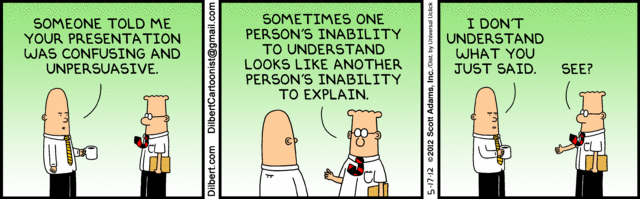 SOMEONE TOLD ME
YOUR PRESENTATION
WAS CONFUSING AND
UNPERSUASIVE.
Dilbert.com DilbertCartoonist@gmail.com
SOMETIMES ONE
PERSON'S INABILITY
TO UNDERSTAND
LOOKS LIKE ANOTHER
PERSON'S INABILITY
TO EXPLAIN.
5-17-12 ©2012 Scott Adams, Inc. /Dist. by Universal Uclick
I DON'T
UNDERSTAND
WHAT YOU
JUST SAID.
SEE?